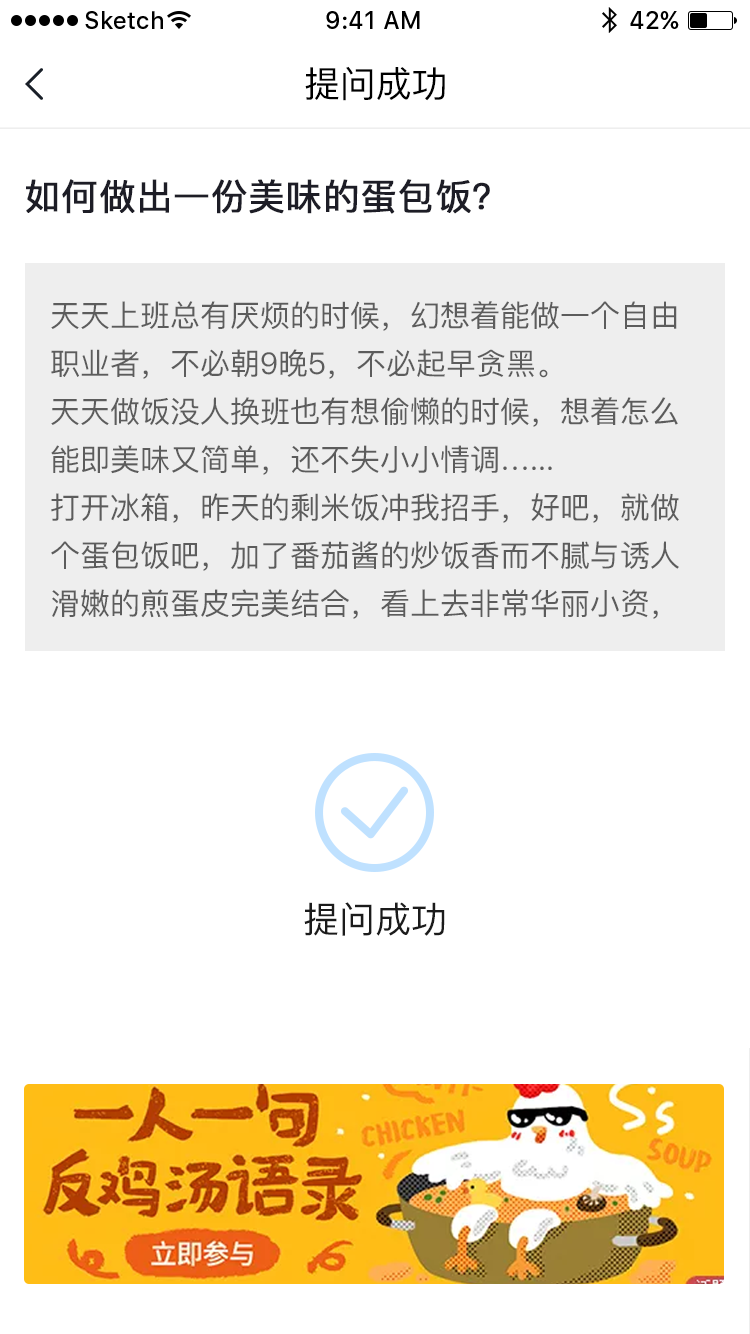 Sketch 9:41 AM 42%
提问成功
如何做出一份美味的蛋包饭?
天天上班总有厌烦的时候，幻想着能做一个自由
职业者，不必朝9晚5，不必起早贪黑。
天天做饭没人换班也有想偷懒的时候，想着怎么
能即美味又简单，还不失小小情调…...
打开冰箱，昨天的剩米饭冲我招手，好吧，就做
个蛋包饭吧，加了番茄酱的炒饭香而不腻与诱人
滑嫩的煎蛋皮完美结合，看上去非常华丽小资，
提问成功
一人一句
反鸡汤语录
立即参与
CHICKEN
S's
SOUP